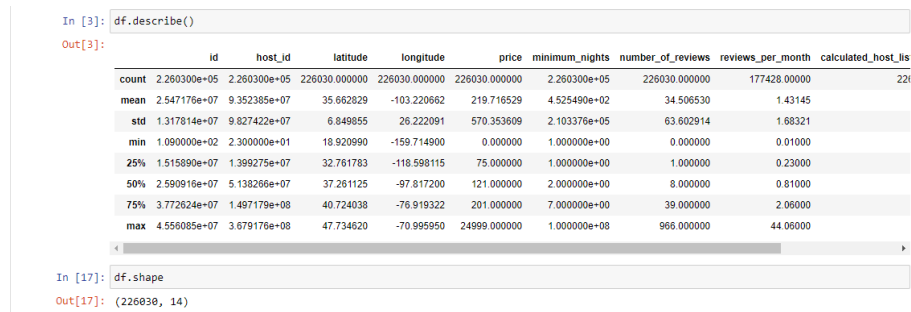 In [3]: df.describe()
Out[3]:
id host_id latitude longitude price minimum_nights number_of_reviews reviews_per_month calculated_host_lis
count 2.260300e+05 2.260300e+05 226030.000000 226030.000000 226030.000000 2.260300e+05 226030.000000 177428.00000 226
mean 2.547176e+07 9.352385e+07 35.662829 -103.220662 219.716529 4.525490e+02 34.506530 1.43145
std 1.317814e+07 9.827422e+07 6.849855 26.222091 570.353609 2.103376e+05 63.602914 1.68321
min 1.090000e+02 2.300000e+01 18.920990 -159.714900 0.000000 1.000000e+00 0.000000 0.01000
25% 1.515890e+07 1.399275e+07 32.761783 -118.598115 75.000000 1.000000e+00 1.000000 0.23000
50% 2.590916e+07 5.138266e+07 37.261125 -97.817200 121.000000 2.000000e+00 8.000000 0.81000
75% 3.772624e+07 1.497179e+08 40.724038 -76.919322 201.000000 7.000000e+00 39.000000 2.06000
max 4.556085e+07 3.679176e+08 47.734620 -70.995950 24999.000000 1.000000e+08 966.000000 44.06000
In [17]: df.shape
Out[17]: (226030, 14)